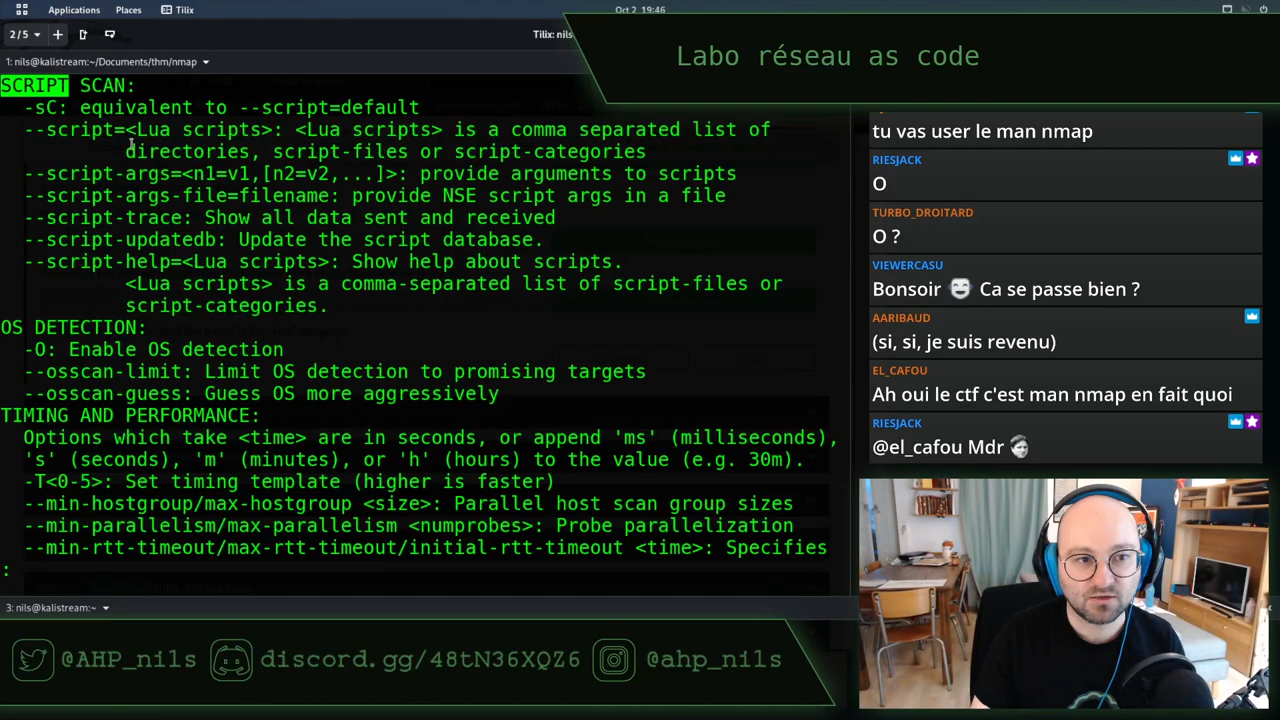 Applications Places Tilix
Oct 2, 19:46
2/5
Tilix: nils
1: nils@kalistream:~/Documents/thm/nmap
Labo réseau as code
SCRIPT SCAN:
-sC: equivalent to --script=default
--script=<Lua scripts>: <Lua scripts> is a comma separated list of
directories, script-files or script-categories
--script-args=<n1=v1,[n2=v2,...]>: provide arguments to scripts
--script-args-file=filename: provide NSE script args in a file
--script-trace: Show all data sent and received
--script-updatedb: Update the script database.
--script-help=<Lua scripts>: Show help about scripts.
<Lua scripts> is a comma-separated list of script-files or
script-categories.
OS DETECTION:
-O: Enable OS detection
--osscan-limit: Limit OS detection to promising targets
--osscan-guess: Guess OS more aggressively
TIMING AND PERFORMANCE:
Options which take <time> are in seconds, or append 'ms' (milliseconds),
's' (seconds), 'm' (minutes), or 'h' (hours) to the value (e.g. 30m).
-T<0-5>: Set timing template (higher is faster)
--min-hostgroup/max-hostgroup <size>: Parallel host scan group sizes
--min-parallelism/max-parallelism <numprobes>: Probe parallelization
--min-rtt-timeout/max-rtt-timeout/initial-rtt-timeout <time>: Specifies
:
3: nils@kalistream:~
tu vas user le man nmap
RIESJACK
O
TURBO_DROITARD
O ?
VIEWERCASU
Bonsoir Ca se passe bien ?
AARIBAUD
(si, si, je suis revenu)
EL_CAFOU
Ah oui le ctf c'est man nmap en fait quoi
RIESJACK
@el_cafou Mdr
@AHP_nils discord.gg/48tN36XQZ6 @ahp_nils